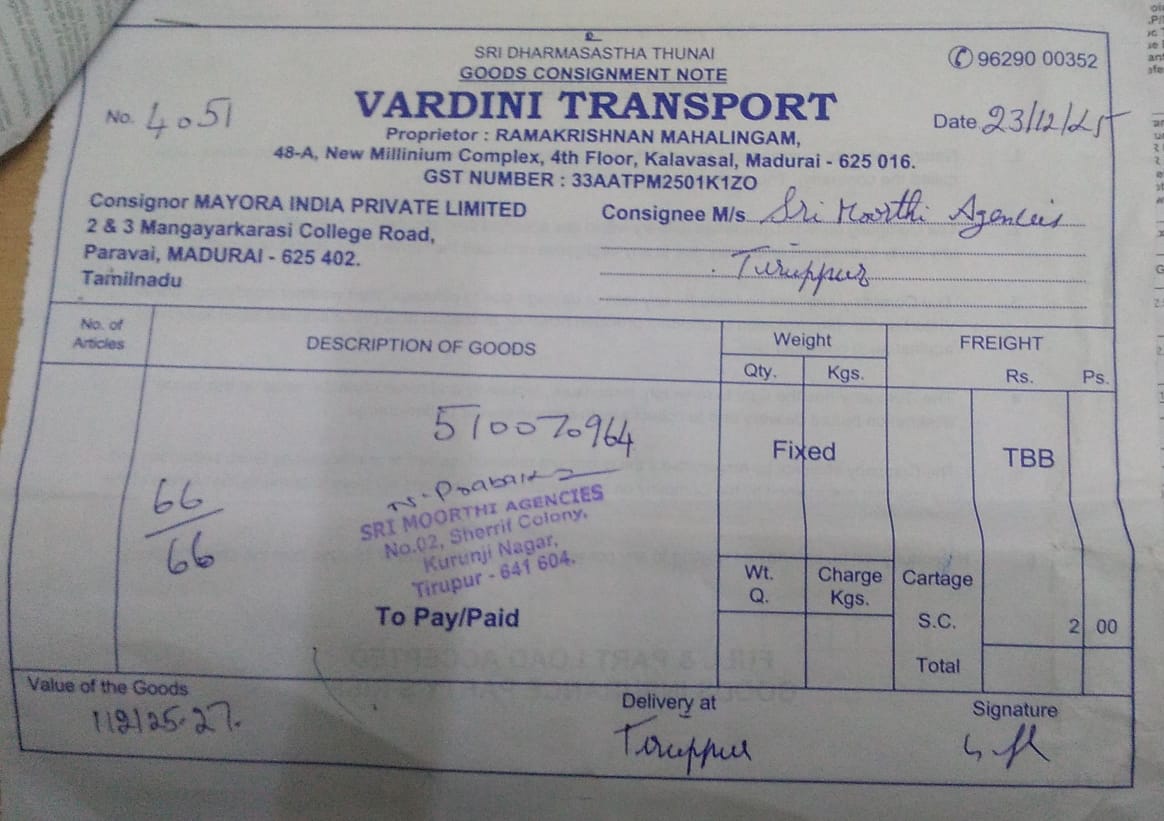 SRI DHARMASASTHA THUNAI
GOODS CONSIGNMENT NOTE
✆ 96290 00352
No. 4051
VARDINI TRANSPORT
Date 23/12/25
Proprietor : RAMAKRISHNAN MAHALINGAM,
48-A, New Millinium Complex, 4th Floor, Kalavasal, Madurai - 625 016.
GST NUMBER : 33AATPM2501K1ZO
Consignor MAYORA INDIA PRIVATE LIMITED
2 & 3 Mangayarkarasi College Road,
Paravai, MADURAI - 625 402.
Tamilnadu
Consignee M/s. Sri Moorthi Agencies
Tiruppur
No. of Articles
DESCRIPTION OF GOODS
Weight
Qty. Kgs.
FREIGHT
Rs. Ps.
510070964
66
66
N. Prabak
SRI MOORTHI AGENCIES
No.02, Sherrif Colony,
Kurunji Nagar,
Tirupur - 641 604.
To Pay/Paid
Fixed
TBB
Wt. Q.
Charge Kgs.
Cartage
S.C. 2 00
Total
Value of the Goods
112125.27.
Delivery at
Tiruppur
Signature